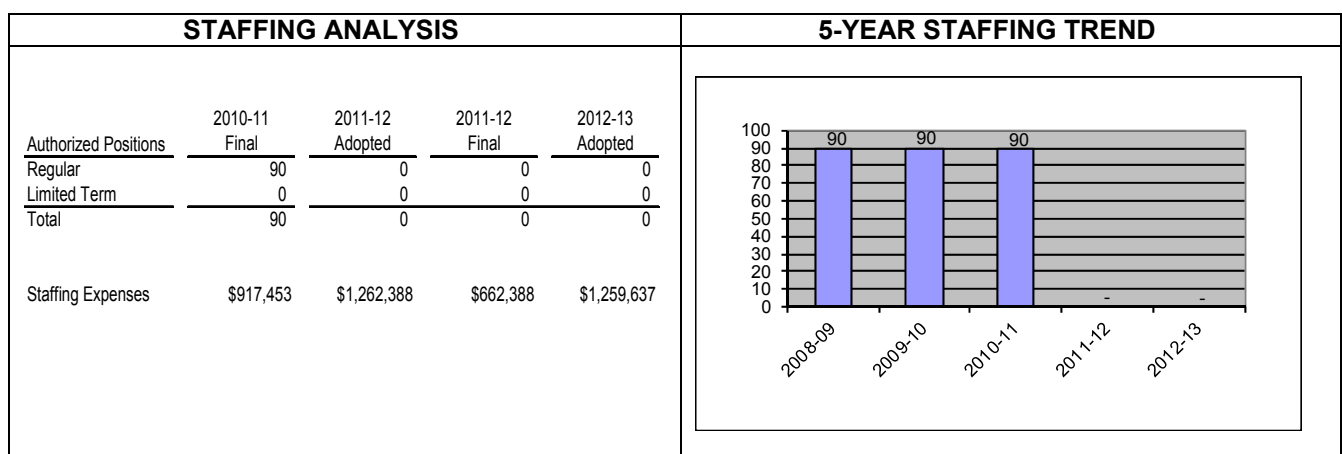 STAFFING ANALYSIS
2010-11 2011-12 2011-12 2012-13
Authorized Positions Final Adopted Final Adopted
Regular 90 0 0 0
Limited Term 0 0 0 0
Total 90 0 0 0
Staffing Expenses $917,453 $1,262,388 $662,388 $1,259,637
5-YEAR STAFFING TREND
100
90
80
70
60
50
40
30
20
10
0
90 90 90 - -
2008-09 2009-10 2010-11 2011-12 2012-13